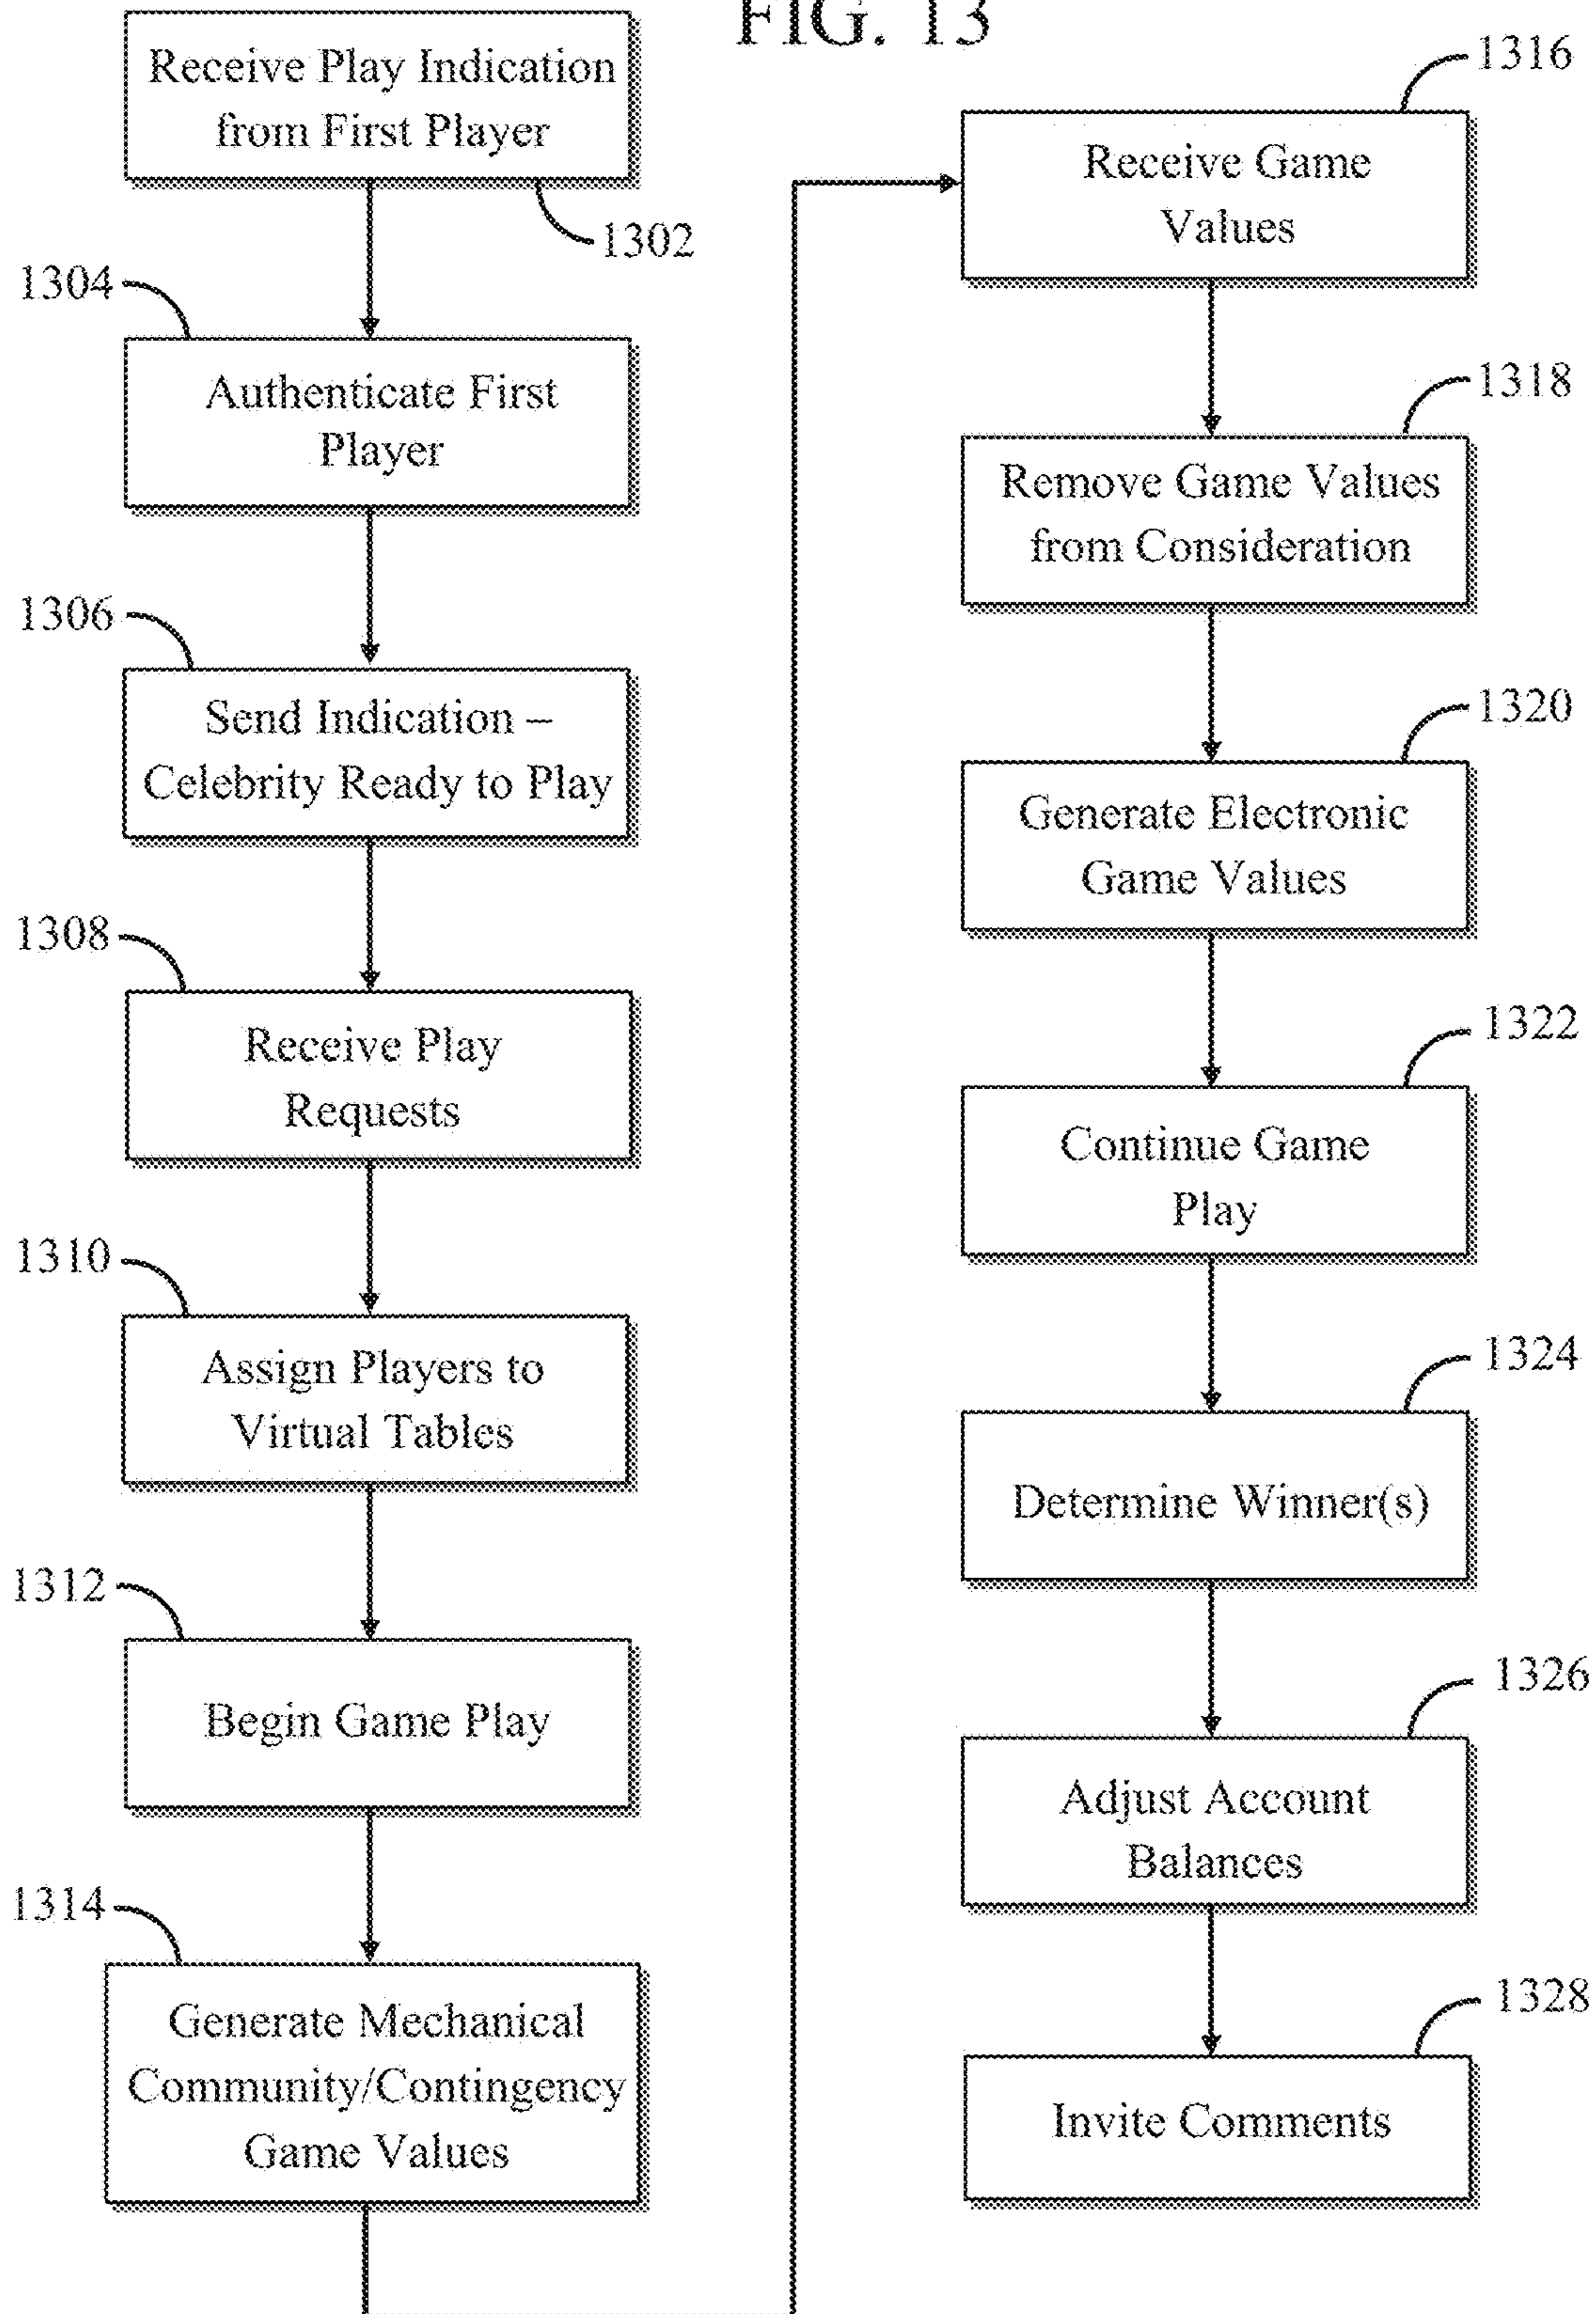 FIG. 13
Receive Play Indication
from First Player
1302
1304
Authenticate First
Player
1306
Send Indication –
Celebrity Ready to Play
1308
Receive Play
Requests
1310
Assign Players to
Virtual Tables
1312
Begin Game Play
1314
Generate Mechanical
Community/Contingency
Game Values
1316
Receive Game
Values
1318
Remove Game Values
from Consideration
1320
Generate Electronic
Game Values
1322
Continue Game
Play
1324
Determine Winner(s)
1326
Adjust Account
Balances
1328
Invite Comments